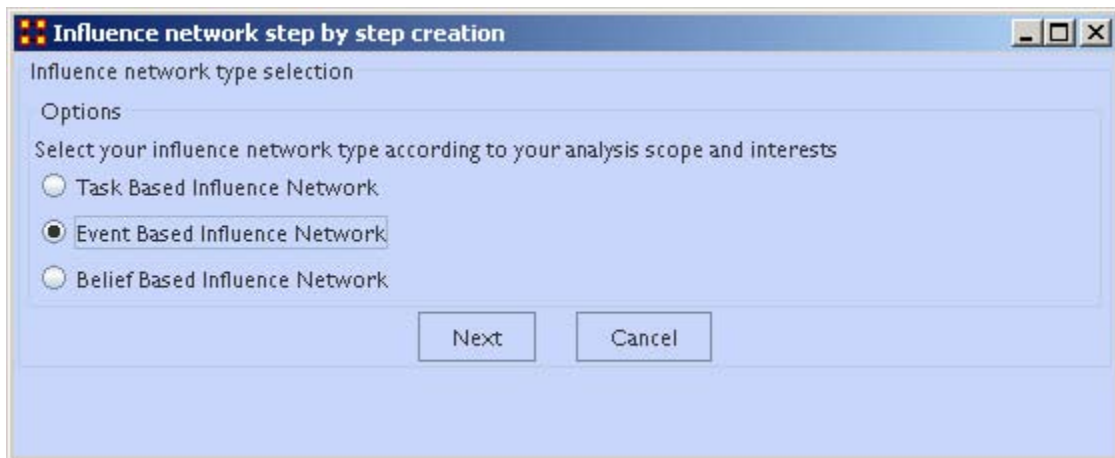 Influence network step by step creation
Influence network type selection
Options
Select your influence network type according to your analysis scope and interests
Task Based Influence Network
Event Based Influence Network
Belief Based Influence Network
Next Cancel